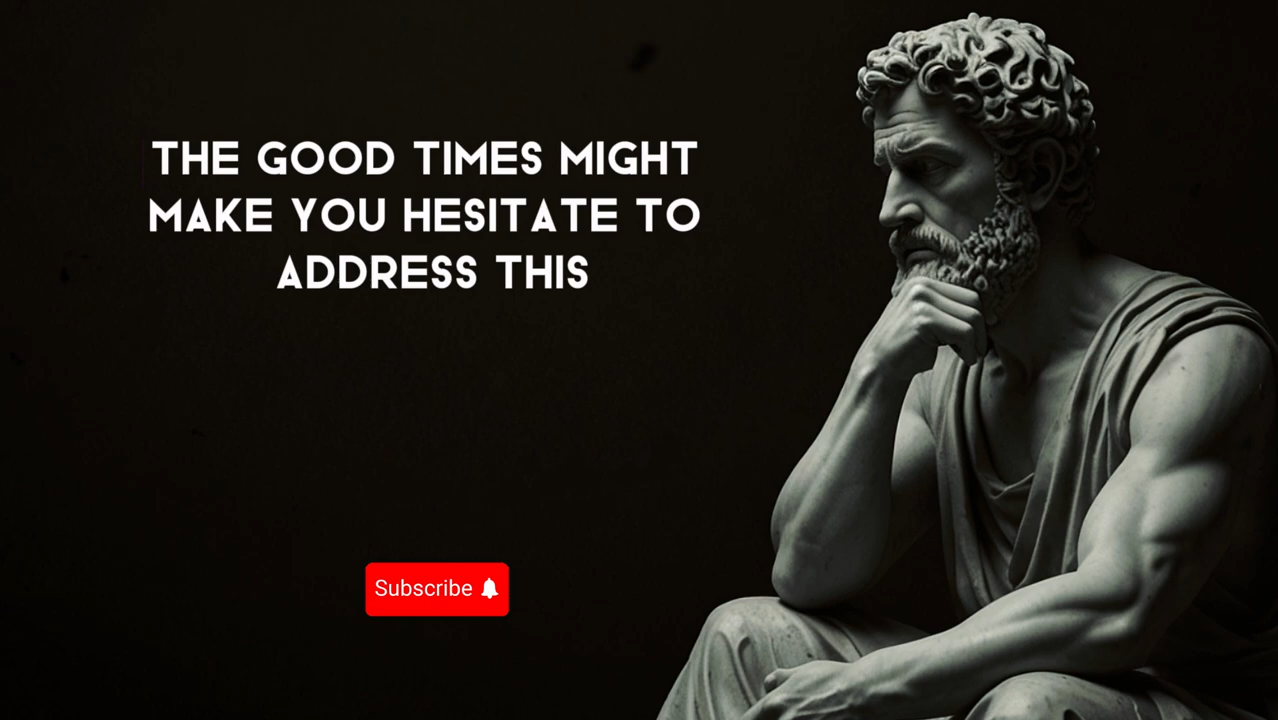 THE GOOD TIMES MIGHT
MAKE YOU HESITATE TO
ADDRESS THIS
Subscribe